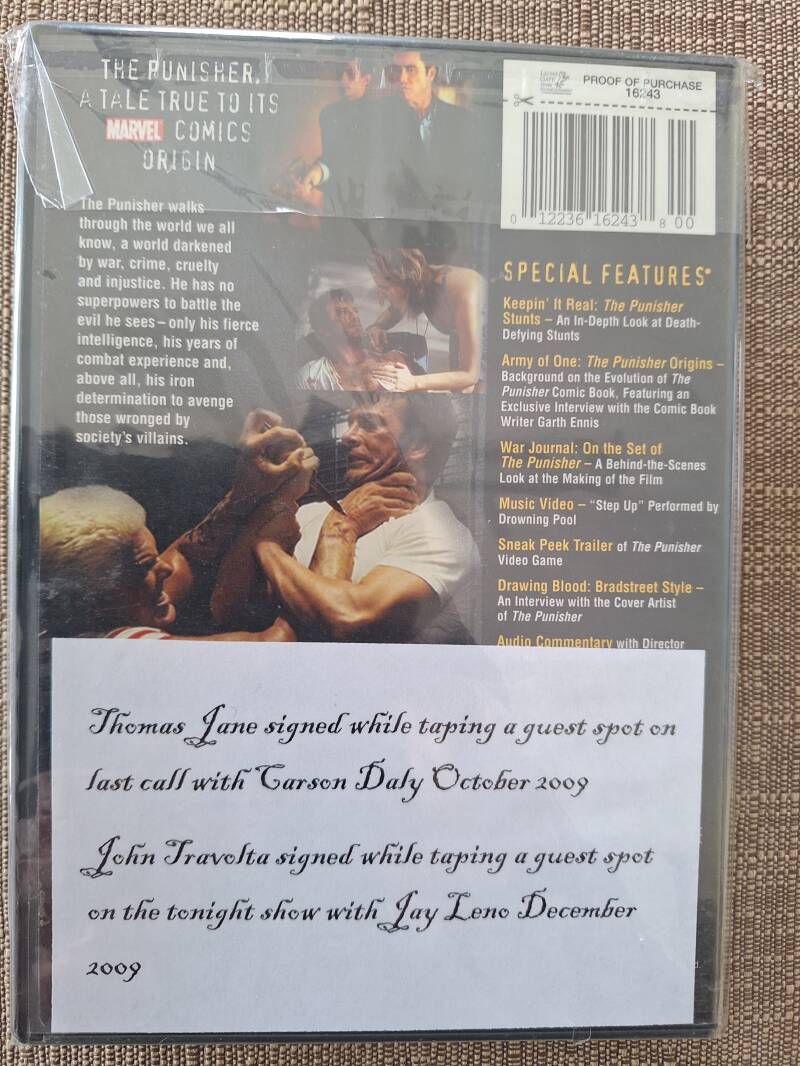 THE PUNISHER,
A TALE TRUE TO ITS
MARVEL COMICS
ORIGIN
The Punisher walks
through the world we all
know, a world darkened
by war, crime, cruelty
and injustice. He has no
superpowers to battle the
evil he sees – only his fierce
intelligence, his years of
combat experience and,
above all, his iron
determination to avenge
those wronged by
society's villains.
PROOF OF PURCHASE
16243
0 12236 16243 8 00
SPECIAL FEATURES*
Keepin' It Real: The Punisher
Stunts – An In-Depth Look at Death-
Defying Stunts
Army of One: The Punisher Origins –
Background on the Evolution of The
Punisher Comic Book, Featuring an
Exclusive Interview with the Comic Book
Writer Garth Ennis
War Journal: On the Set of
The Punisher – A Behind-the-Scenes
Look at the Making of the Film
Music Video – "Step Up" Performed by
Drowning Pool
Sneak Peek Trailer of The Punisher
Video Game
Drawing Blood: Bradstreet Style –
An Interview with the Cover Artist
of The Punisher
Audio Commentary with Director
Thomas Jane signed while taping a guest spot on
last call with Carson Daly October 2009
John Travolta signed while taping a guest spot
on the tonight show with Jay Leno December
2009